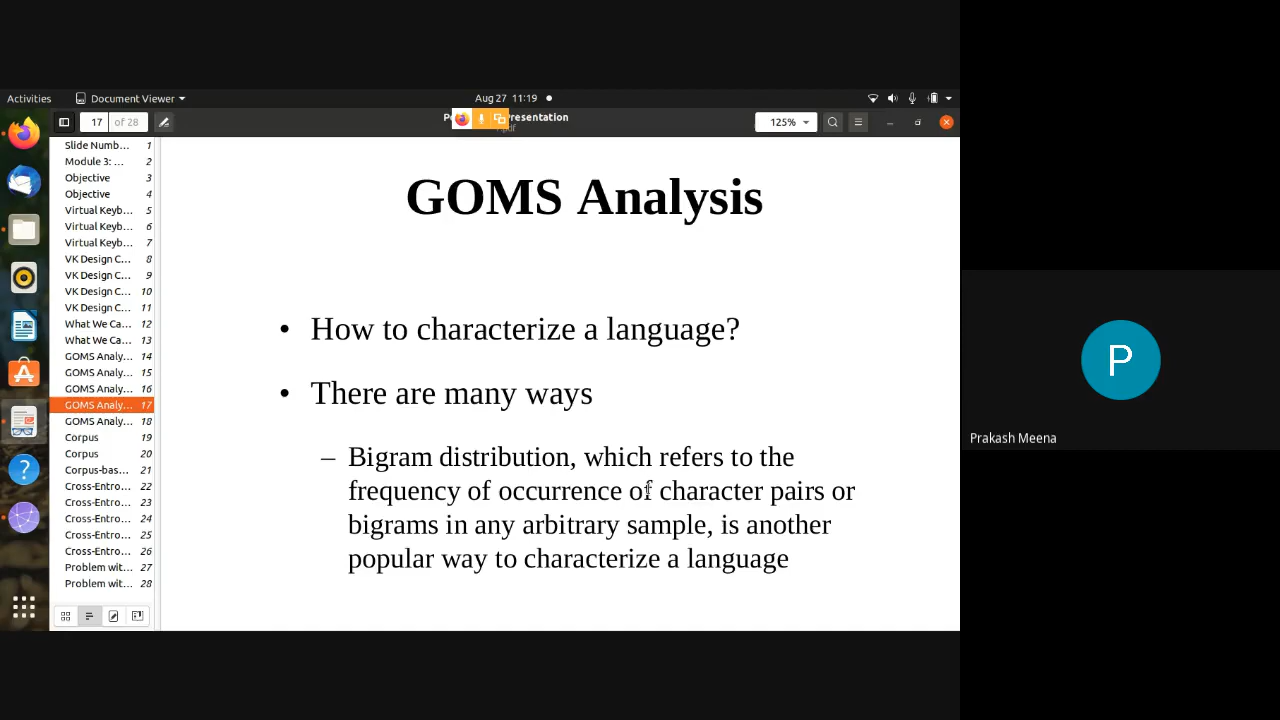 Activities
Document Viewer
Aug 27 11:19
17
of 28
Presentation
125%
Slide Numb... 1
Module 3: ... 2
Objective 3
Objective 4
Virtual Keyb... 5
Virtual Keyb... 6
Virtual Keyb... 7
VK Design C... 8
VK Design C... 9
VK Design C... 10
VK Design C... 11
What We Ca... 12
What We Ca... 13
GOMS Analy... 14
GOMS Analy... 15
GOMS Analy... 16
GOMS Analy... 17
GOMS Analy... 18
Corpus 19
Corpus 20
Corpus-bas... 21
Cross-Entro... 22
Cross-Entro... 23
Cross-Entro... 24
Cross-Entro... 25
Cross-Entro... 26
Problem wit... 27
Problem wit... 28
GOMS Analysis
• How to characterize a language?
• There are many ways
– Bigram distribution, which refers to the
frequency of occurrence of character pairs or
bigrams in any arbitrary sample, is another
popular way to characterize a language
P
Prakash Meena